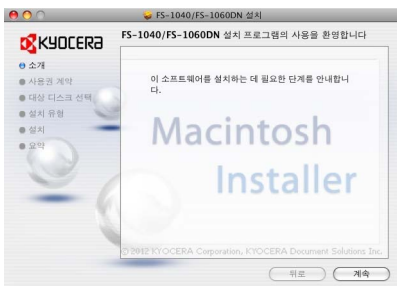 FS-1040/FS-1060DN 설치
KYOCERA
FS-1040/FS-1060DN 설치 프로그램의 사용을 환영합니다
소개
사용권 계약
대상 디스크 선택
설치 유형
설치
요약
이 소프트웨어를 설치하는 데 필요한 단계를 안내합니
다.
Macintosh
Installer
© 2012 KYOCERA Corporation, KYOCERA Document Solutions Inc.
뒤로
계속